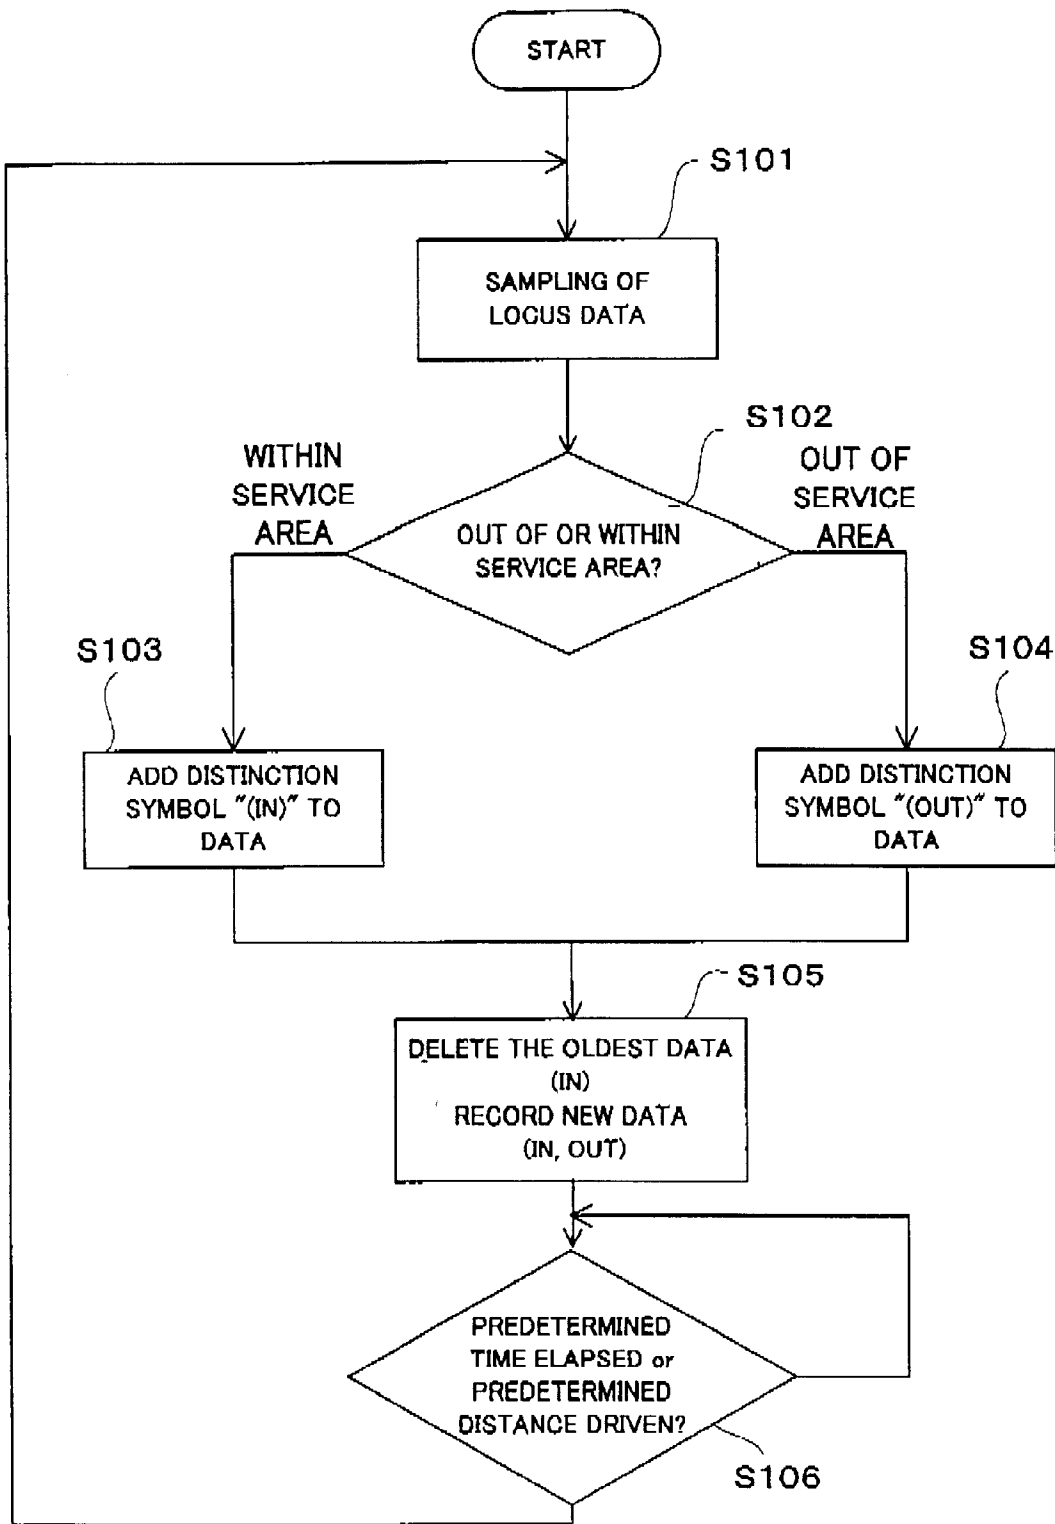 START
S101
SAMPLING OF
LOCUS DATA
S102
WITHIN
SERVICE
AREA
OUT OF
SERVICE
AREA
OUT OF OR WITHIN
SERVICE AREA?
S103
S104
ADD DISTINCTION
SYMBOL "(IN)" TO
DATA
ADD DISTINCTION
SYMBOL "(OUT)" TO
DATA
S105
DELETE THE OLDEST DATA
(IN)
RECORD NEW DATA
(IN, OUT)
PREDETERMINED
TIME ELAPSED or
PREDETERMINED
DISTANCE DRIVEN?
S106